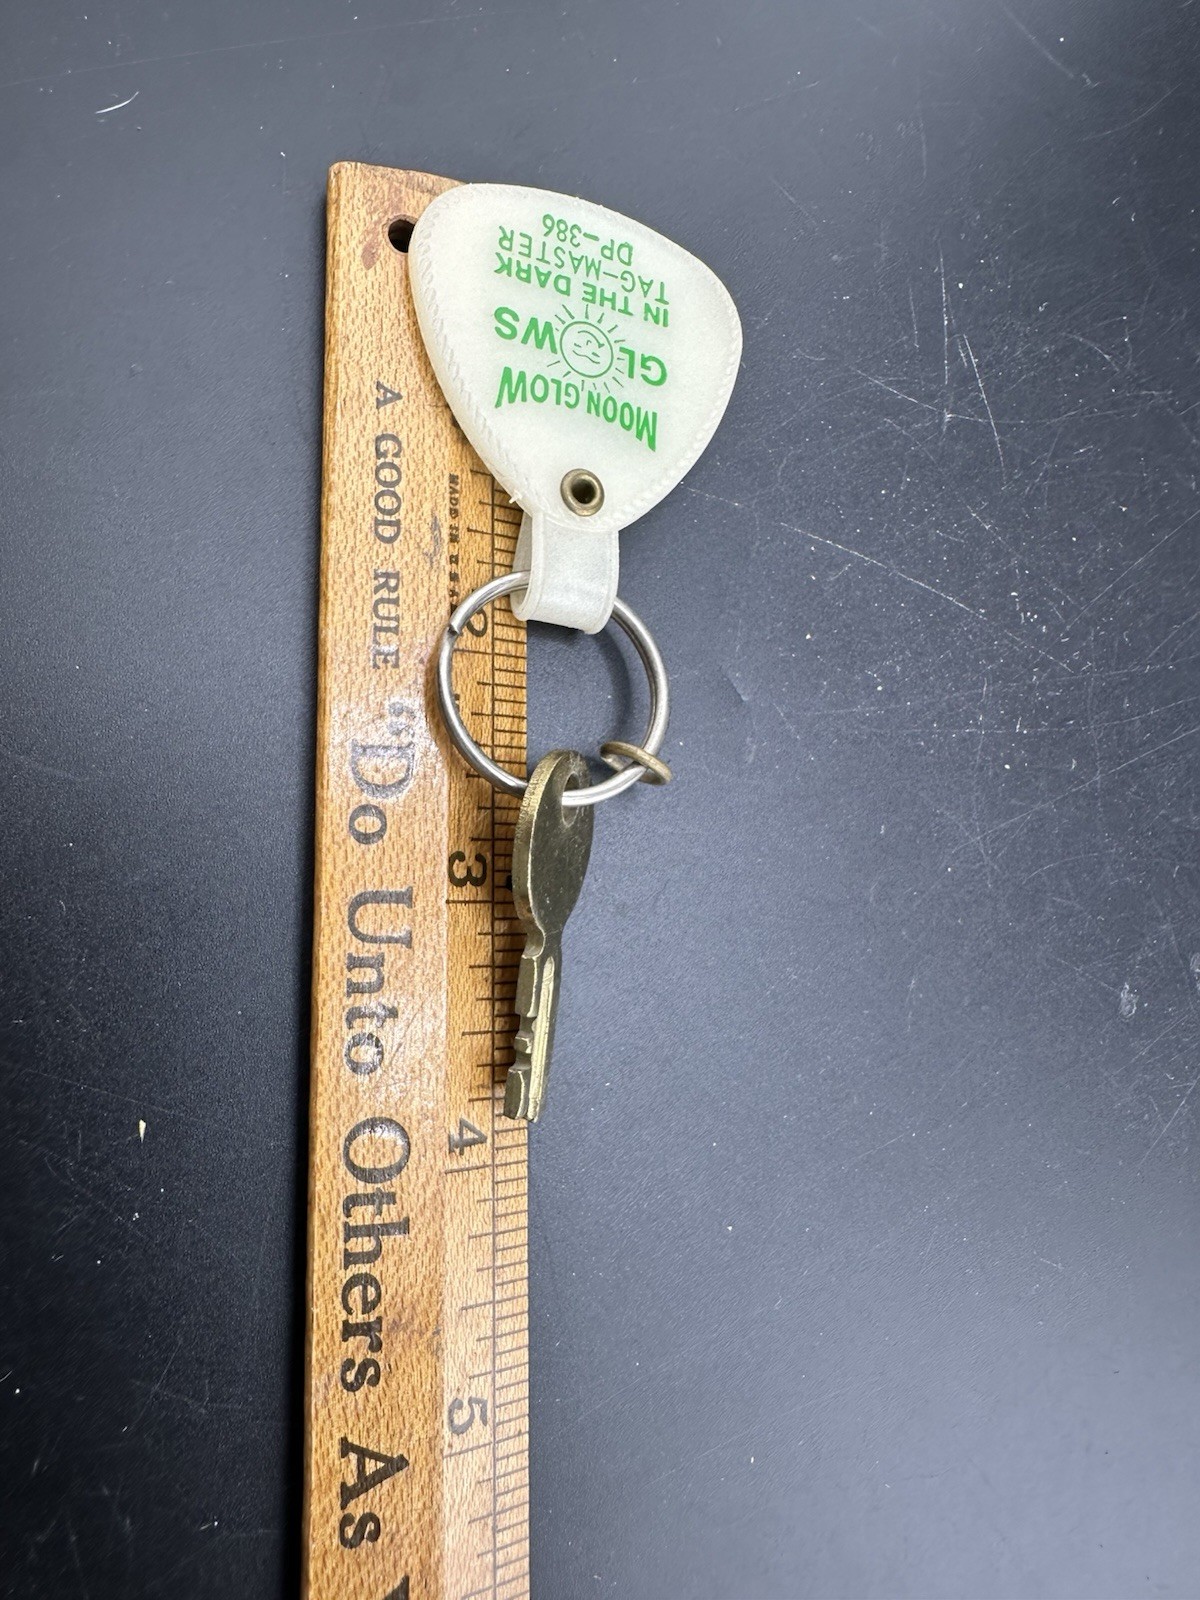 MOON GLOW
GLOWS
IN THE DARK
TAG-MASTER
DP-386
A GOOD RULE
"Do Unto Others As
MADE IN U.S.A.
2
3
4
5